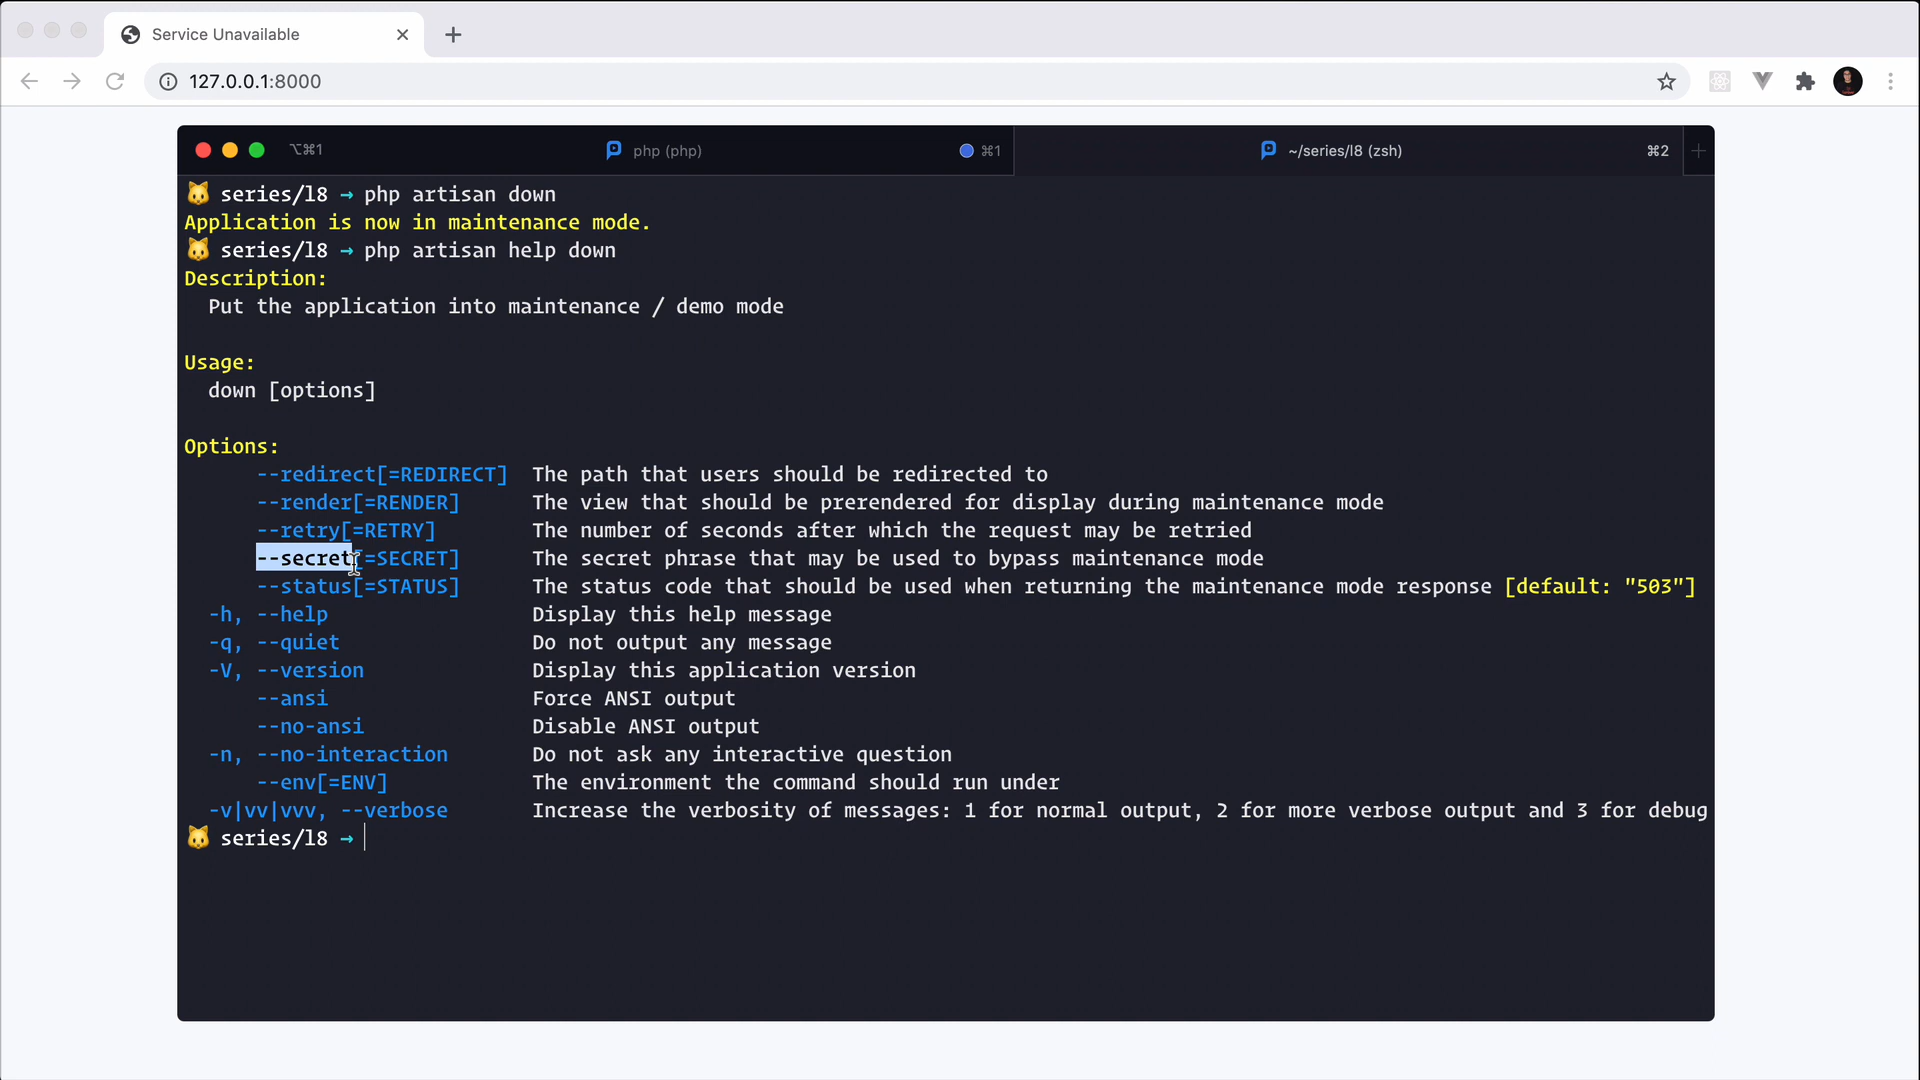 Service Unavailable
127.0.0.1:8000
⌥⌘1 php (php) ⌘1 ~/series/l8 (zsh) ⌘2
series/l8 → php artisan down
Application is now in maintenance mode.
series/l8 → php artisan help down
Description:
Put the application into maintenance / demo mode
Usage:
down [options]
Options:
--redirect[=REDIRECT] The path that users should be redirected to
--render[=RENDER] The view that should be prerendered for display during maintenance mode
--retry[=RETRY] The number of seconds after which the request may be retried
--secret[=SECRET] The secret phrase that may be used to bypass maintenance mode
--status[=STATUS] The status code that should be used when returning the maintenance mode response [default: "503"]
-h, --help Display this help message
-q, --quiet Do not output any message
-V, --version Display this application version
--ansi Force ANSI output
--no-ansi Disable ANSI output
-n, --no-interaction Do not ask any interactive question
--env[=ENV] The environment the command should run under
-v|vv|vvv, --verbose Increase the verbosity of messages: 1 for normal output, 2 for more verbose output and 3 for debug
series/l8 →